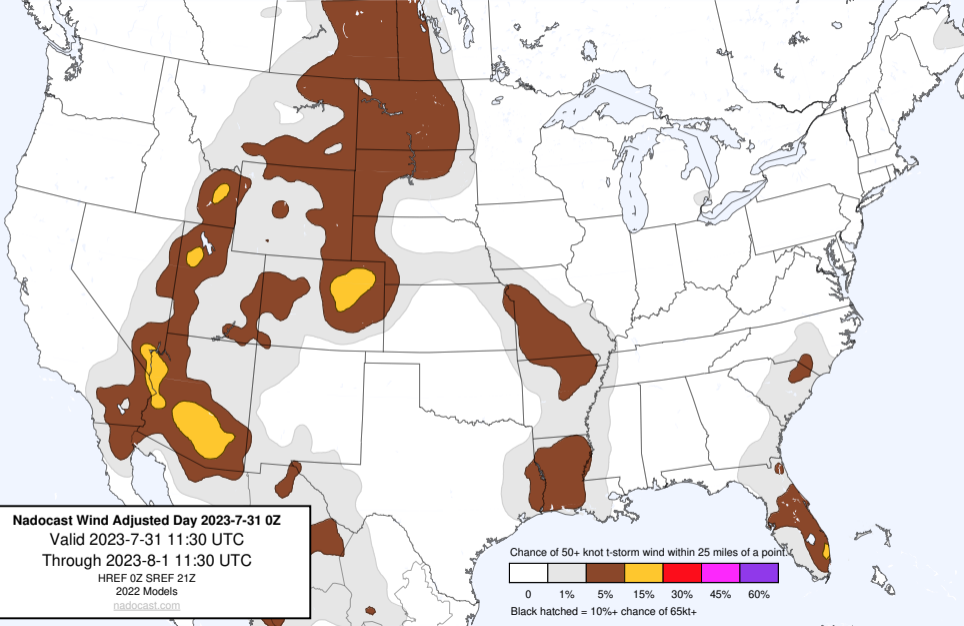 Nadocast Wind Adjusted Day 2023-7-31 0Z
Valid 2023-7-31 11:30 UTC
Through 2023-8-1 11:30 UTC
HREF 0Z SREF 21Z
2022 Models
nadocast.com
Chance of 50+ knot t-storm wind within 25 miles of a point.
0 1% 5% 15% 30% 45% 60%
Black hatched = 10%+ chance of 65kt+